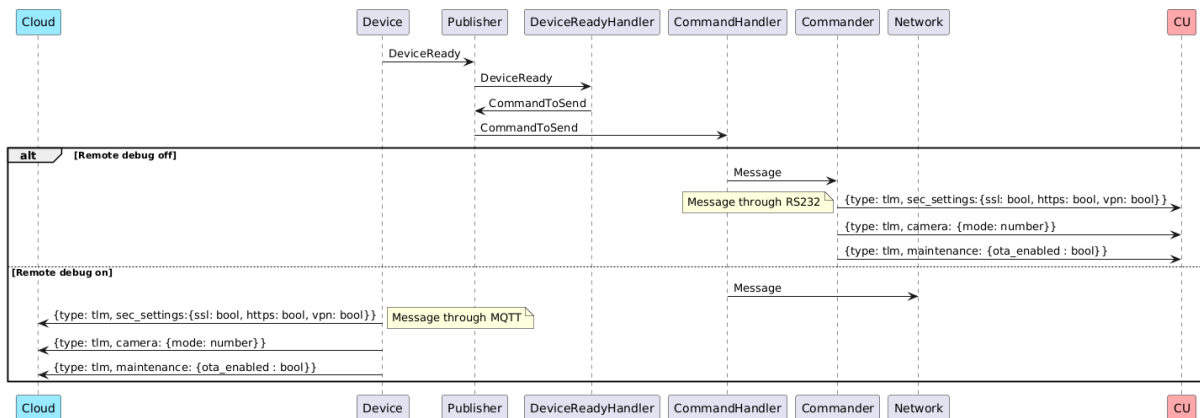 Cloud Device Publisher DeviceReadyHandler CommandHandler Commander Network CU
DeviceReady
DeviceReady
CommandToSend
CommandToSend
alt [Remote debug off]
Message
Message through RS232 {type: tlm, sec_settings:{ssl: bool, https: bool, vpn: bool}}
{type: tlm, camera: {mode: number}}
{type: tlm, maintenance: {ota_enabled : bool}}
[Remote debug on]
Message
{type: tlm, sec_settings:{ssl: bool, https: bool, vpn: bool}} Message through MQTT
{type: tlm, camera: {mode: number}}
{type: tlm, maintenance: {ota_enabled : bool}}
Cloud Device Publisher DeviceReadyHandler CommandHandler Commander Network CU